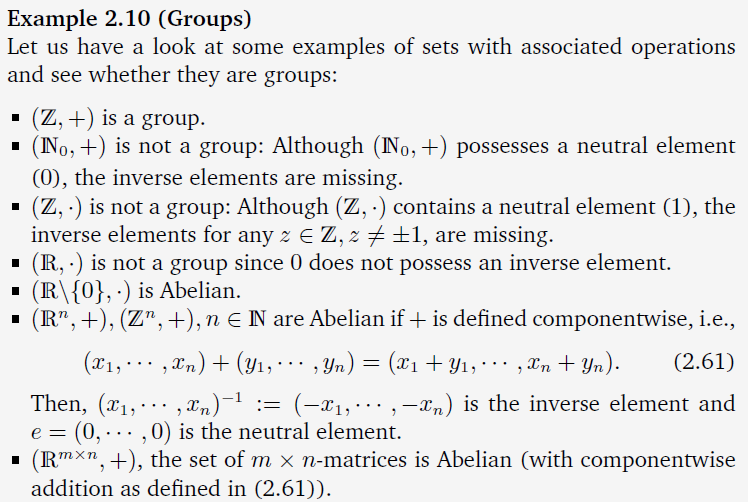 Example 2.10 (Groups)
Let us have a look at some examples of sets with associated operations
and see whether they are groups:
▪ (ℤ, +) is a group.
▪ (ℕ₀, +) is not a group: Although (ℕ₀, +) possesses a neutral element
(0), the inverse elements are missing.
▪ (ℤ, ·) is not a group: Although (ℤ, ·) contains a neutral element (1), the
inverse elements for any z ∈ ℤ, z ≠ ±1, are missing.
▪ (ℝ, ·) is not a group since 0 does not possess an inverse element.
▪ (ℝ\{0}, ·) is Abelian.
▪ (ℝⁿ, +), (ℤⁿ, +), n ∈ ℕ are Abelian if + is defined componentwise, i.e.,
(x₁, ··· , xₙ) + (y₁, ··· , yₙ) = (x₁ + y₁, ··· , xₙ + yₙ). (2.61)
Then, (x₁, ··· , xₙ)⁻¹ := (−x₁, ··· , −xₙ) is the inverse element and
e = (0, ··· , 0) is the neutral element.
▪ (ℝᵐˣⁿ, +), the set of m × n-matrices is Abelian (with componentwise
addition as defined in (2.61)).